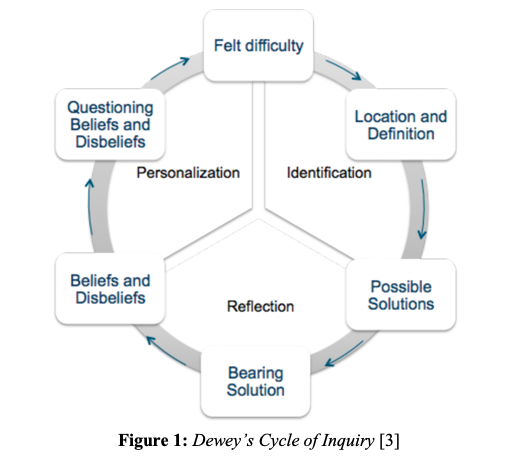 Felt difficulty
Location and
Definition
Possible
Solutions
Bearing
Solution
Beliefs and
Disbeliefs
Questioning
Beliefs and
Disbeliefs
Personalization
Identification
Reflection
Figure 1: Dewey's Cycle of Inquiry [3]